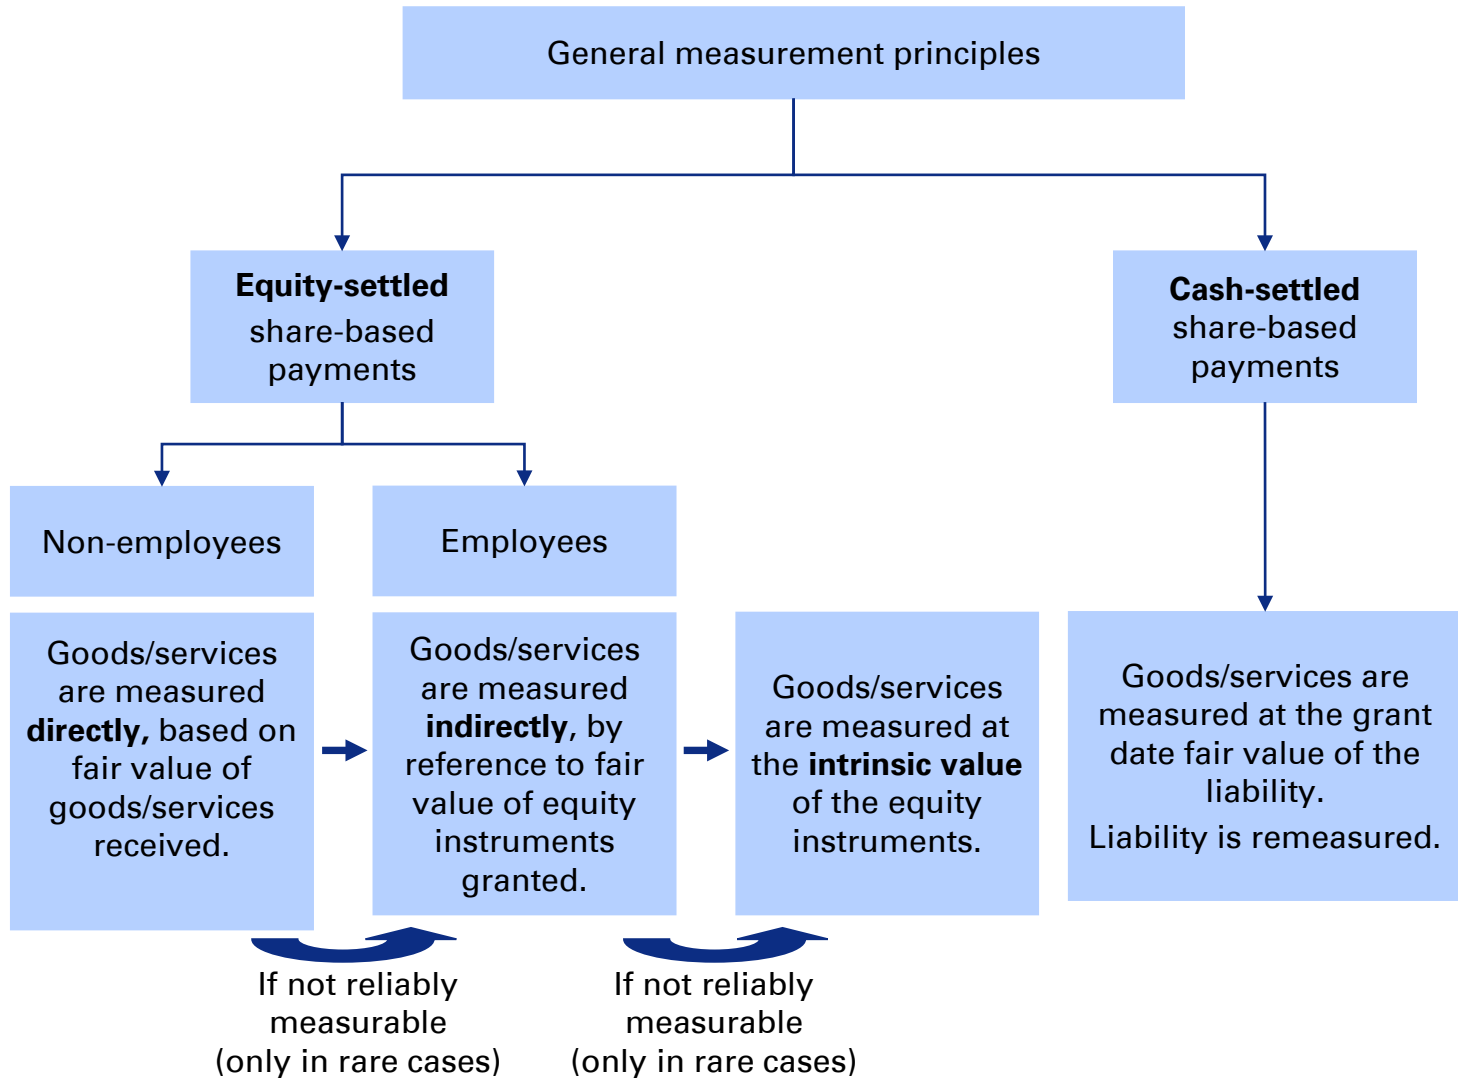 General measurement principles
Equity-settled
share-based
payments
Cash-settled
share-based
payments
Non-employees
Employees
Goods/services
are measured
directly, based on
fair value of
goods/services
received.
Goods/services
are measured
indirectly, by
reference to fair
value of equity
instruments
granted.
Goods/services
are measured at
the intrinsic value
of the equity
instruments.
Goods/services are
measured at the grant
date fair value of the
liability.
Liability is remeasured.
If not reliably
measurable
(only in rare cases)
If not reliably
measurable
(only in rare cases)